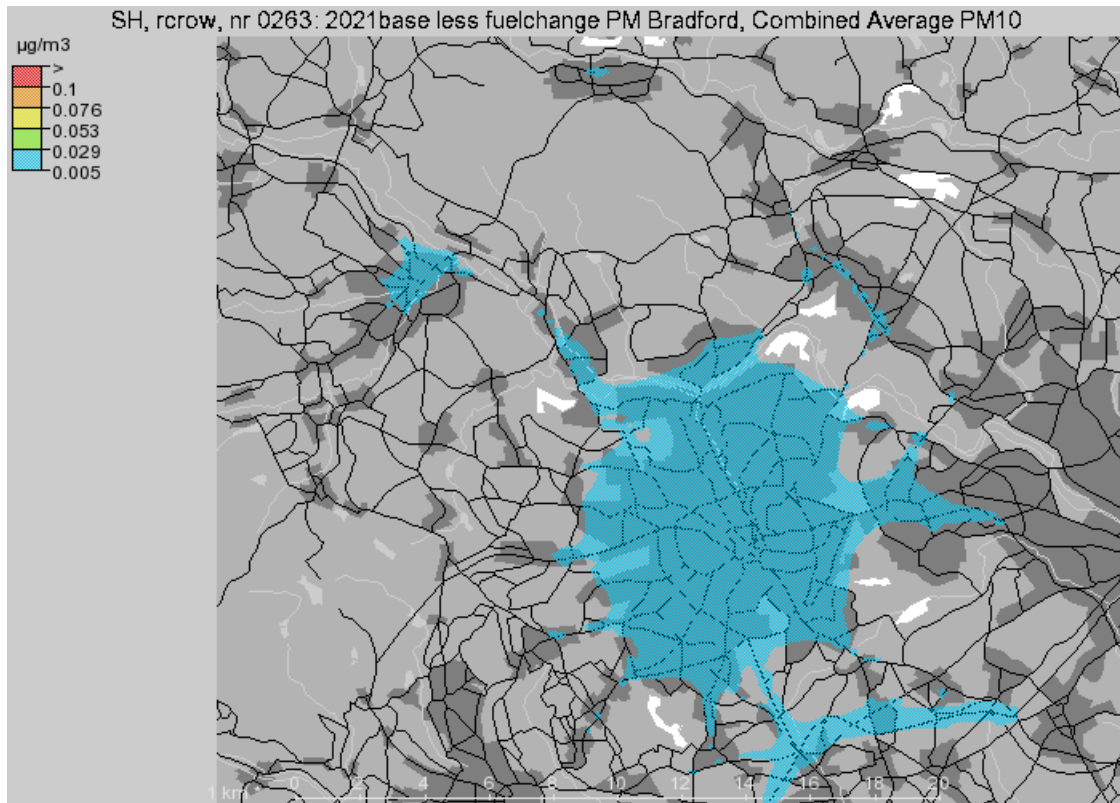 SH, rcrow, nr 0263: 2021base less fuelchange PM Bradford, Combined Average PM10
µg/m3
>
0.1
0.076
0.053
0.029
0.005
1 km * 0 2 4 6 8 10 12 14 16 18 20